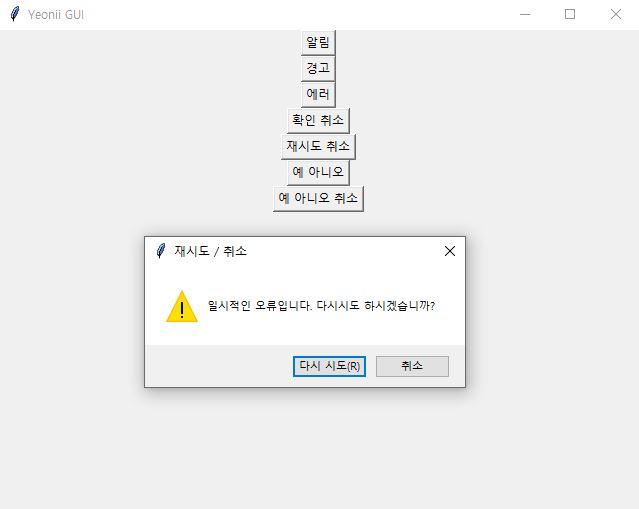 Yeonii GUI
알림
경고
에러
확인 취소
재시도 취소
예 아니오
예 아니오 취소
재시도 / 취소
일시적인 오류입니다. 다시시도 하시겠습니까?
다시 시도(R)
취소